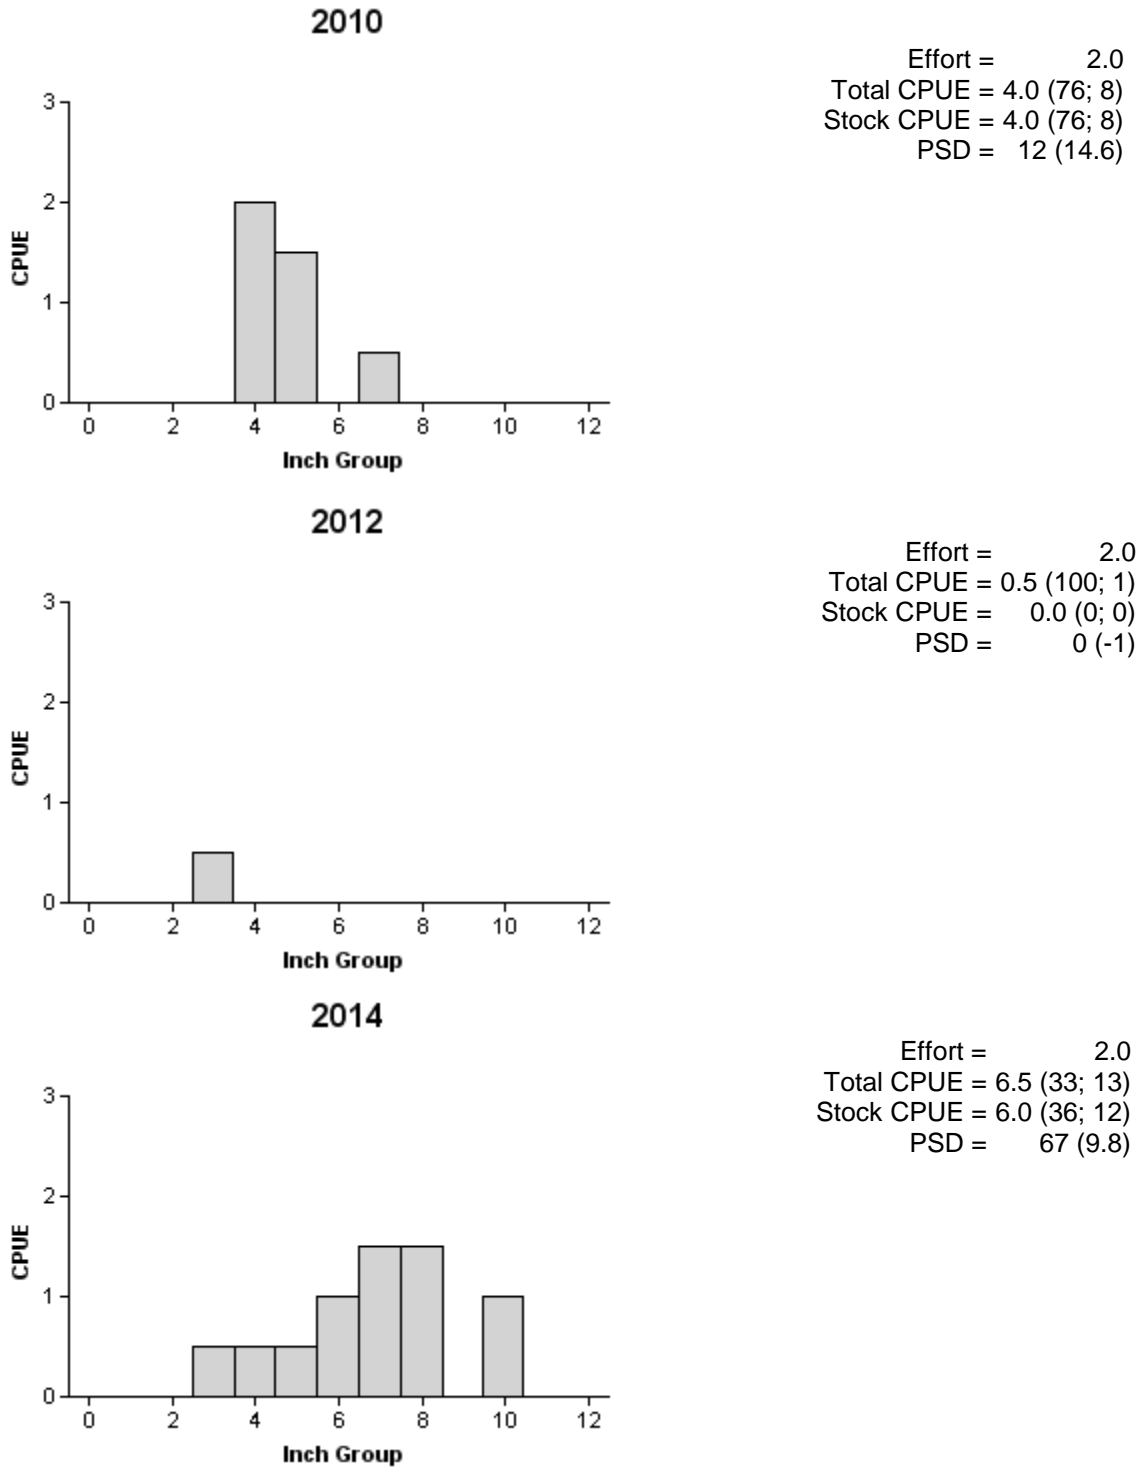 2010
Effort = 2.0
Total CPUE = 4.0 (76; 8)
Stock CPUE = 4.0 (76; 8)
PSD = 12 (14.6)
3
2
1
0
CPUE
0 2 4 6 8 10 12
Inch Group
2012
Effort = 2.0
Total CPUE = 0.5 (100; 1)
Stock CPUE = 0.0 (0; 0)
PSD = 0 (-1)
3
2
1
0
CPUE
0 2 4 6 8 10 12
Inch Group
2014
Effort = 2.0
Total CPUE = 6.5 (33; 13)
Stock CPUE = 6.0 (36; 12)
PSD = 67 (9.8)
3
2
1
0
CPUE
0 2 4 6 8 10 12
Inch Group